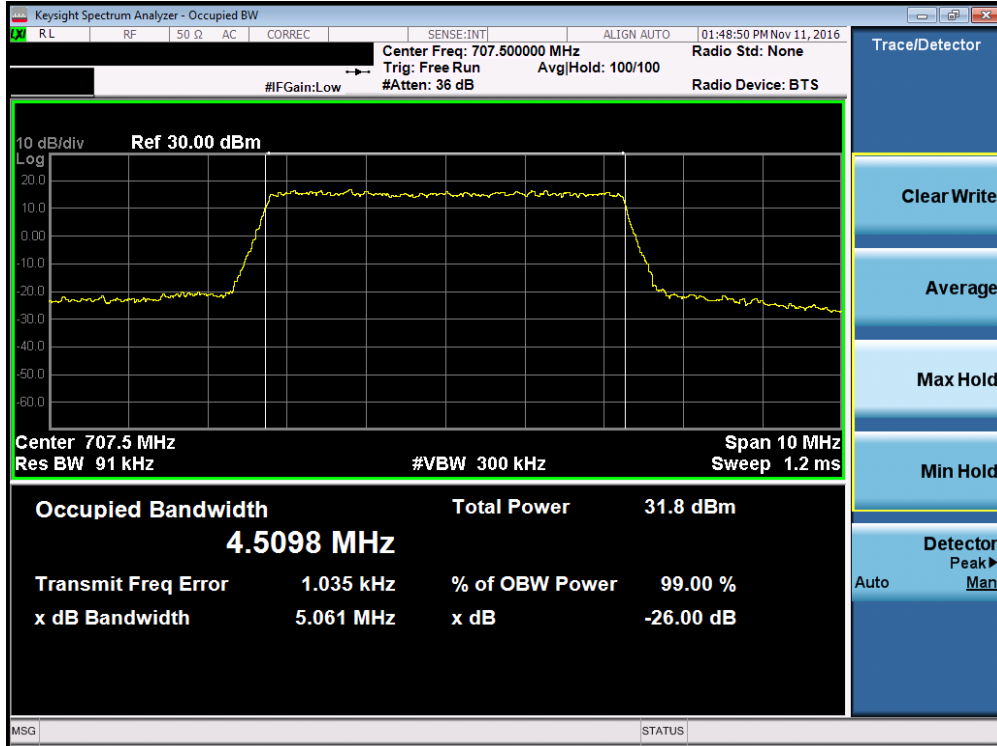 Keysight Spectrum Analyzer - Occupied BW
LXI RL RF 50 Ω AC CORREC SENSE:INT ALIGN AUTO 01:48:50 PM Nov 11, 2016
Center Freq: 707.500000 MHz Radio Std: None
Trig: Free Run Avg|Hold: 100/100
#IFGain:Low #Atten: 36 dB Radio Device: BTS
Trace/Detector
10 dB/div Ref 30.00 dBm
Log
20.0
10.0
0.00
-10.0
-20.0
-30.0
-40.0
-50.0
-60.0
Center 707.5 MHz Span 10 MHz
Res BW 91 kHz #VBW 300 kHz Sweep 1.2 ms
Occupied Bandwidth Total Power 31.8 dBm
4.5098 MHz
Transmit Freq Error 1.035 kHz % of OBW Power 99.00 %
x dB Bandwidth 5.061 MHz x dB -26.00 dB
Clear Write
Average
Max Hold
Min Hold
Detector
Peak▶
Auto Man
MSG STATUS